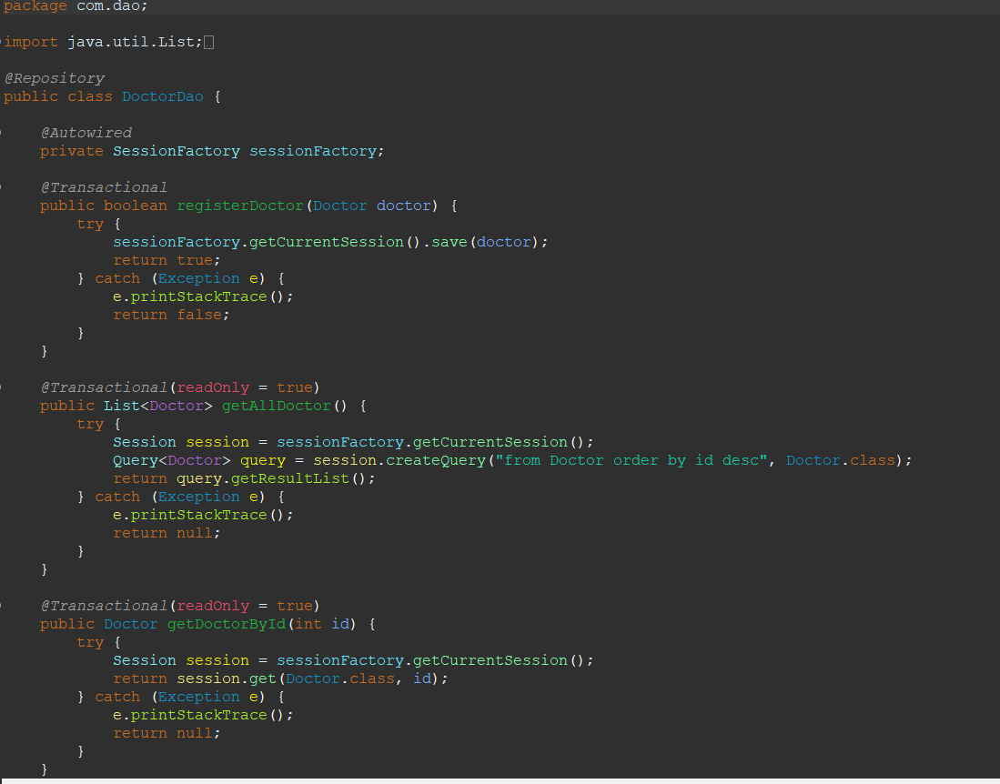 package com.dao;
import java.util.List;
@Repository
public class DoctorDao {
@Autowired
private SessionFactory sessionFactory;
@Transactional
public boolean registerDoctor(Doctor doctor) {
try {
sessionFactory.getCurrentSession().save(doctor);
return true;
} catch (Exception e) {
e.printStackTrace();
return false;
}
}
@Transactional(readOnly = true)
public List<Doctor> getAllDoctor() {
try {
Session session = sessionFactory.getCurrentSession();
Query<Doctor> query = session.createQuery("from Doctor order by id desc", Doctor.class);
return query.getResultList();
} catch (Exception e) {
e.printStackTrace();
return null;
}
}
@Transactional(readOnly = true)
public Doctor getDoctorById(int id) {
try {
Session session = sessionFactory.getCurrentSession();
return session.get(Doctor.class, id);
} catch (Exception e) {
e.printStackTrace();
return null;
}
}